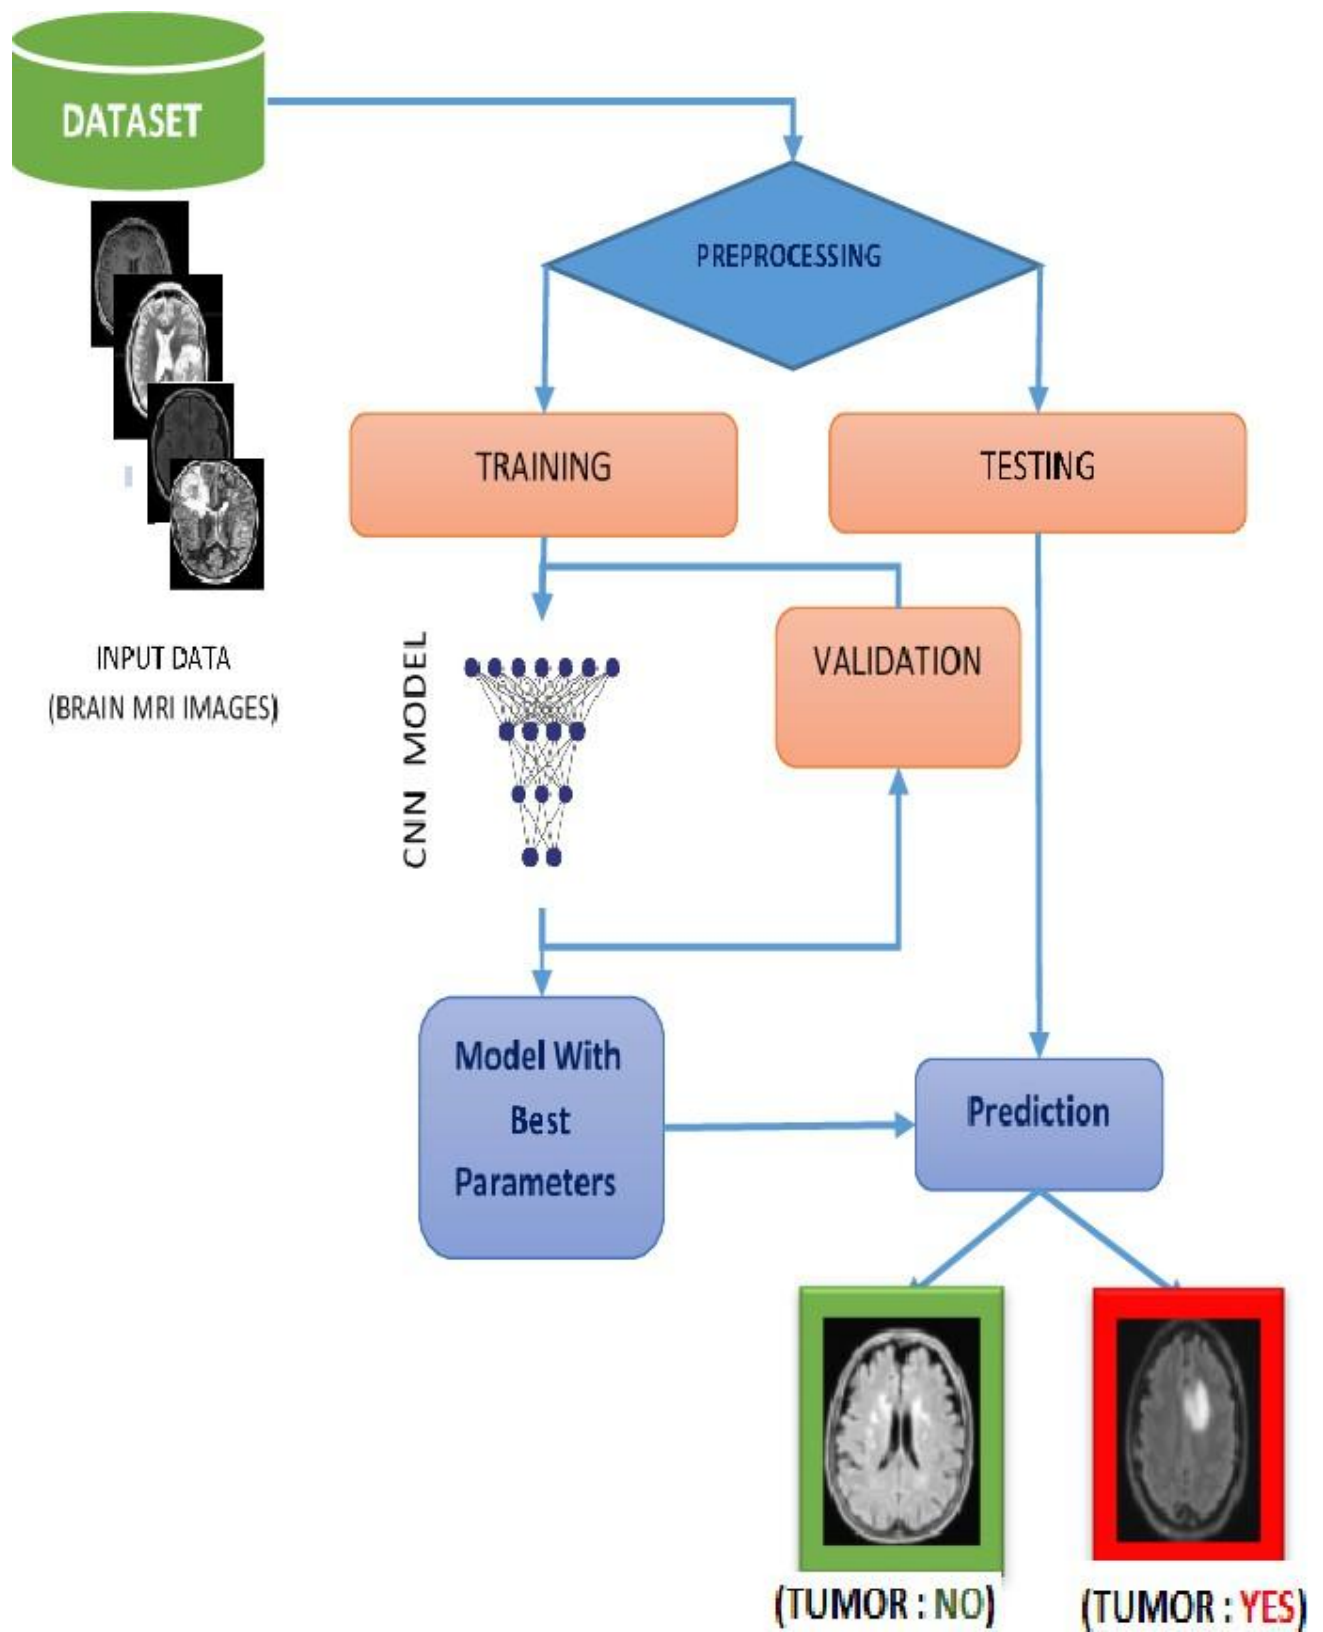 DATASET
PREPROCESSING
TRAINING
TESTING
INPUT DATA
(BRAIN MRI IMAGES)
CNN MODEL
VALIDATION
Model With
Best
Parameters
Prediction
(TUMOR : NO)
(TUMOR : YES)